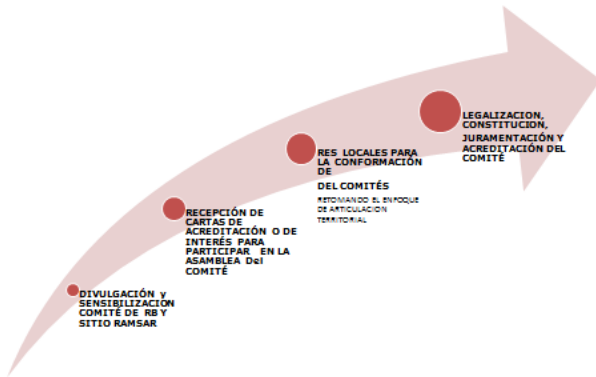 LEGALIZACION,
CONSTITUCION,
JURAMENTACIÓN Y
ACREDITACIÓN DEL
COMITÉ
RES LOCALES PARA
LA CONFORMACIÓN
DE
DEL COMITÉS
RETOMANDO EL ENFOQUE
DE ARTICULACION
TERRITORIAL
RECEPCIÓN DE
CARTAS DE
ACREDITACIÓN O DE
INTERÉS PARA
PARTICIPAR EN LA
ASAMBLEA Del
COMITÉ
DIVULGACIÓN y
SENSIBILIZACION
COMITÉ DE RB Y
SITIO RAMSAR